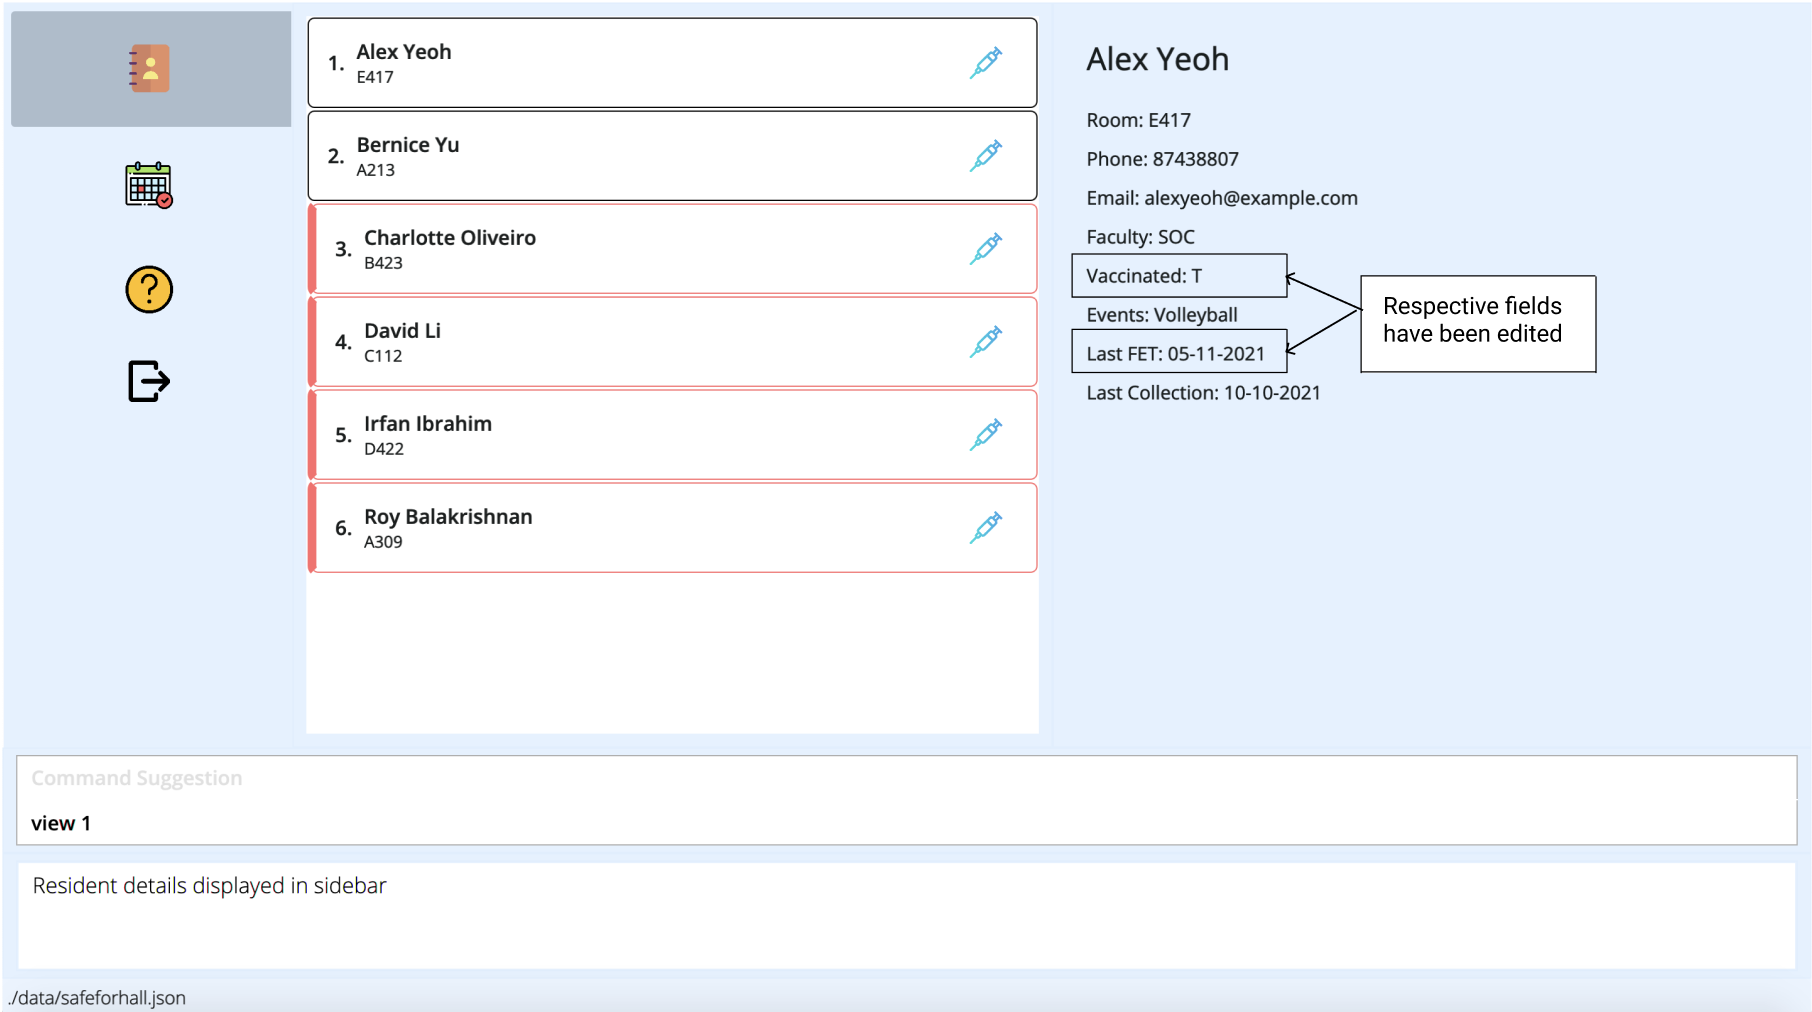 1. Alex Yeoh
E417
2. Bernice Yu
A213
3. Charlotte Oliveiro
B423
4. David Li
C112
5. Irfan Ibrahim
D422
6. Roy Balakrishnan
A309
Alex Yeoh
Room: E417
Phone: 87438807
Email: alexyeoh@example.com
Faculty: SOC
Vaccinated: T
Events: Volleyball
Last FET: 05-11-2021
Last Collection: 10-10-2021
Respective fields
have been edited
Command Suggestion
view 1
Resident details displayed in sidebar
./data/safeforhall.json